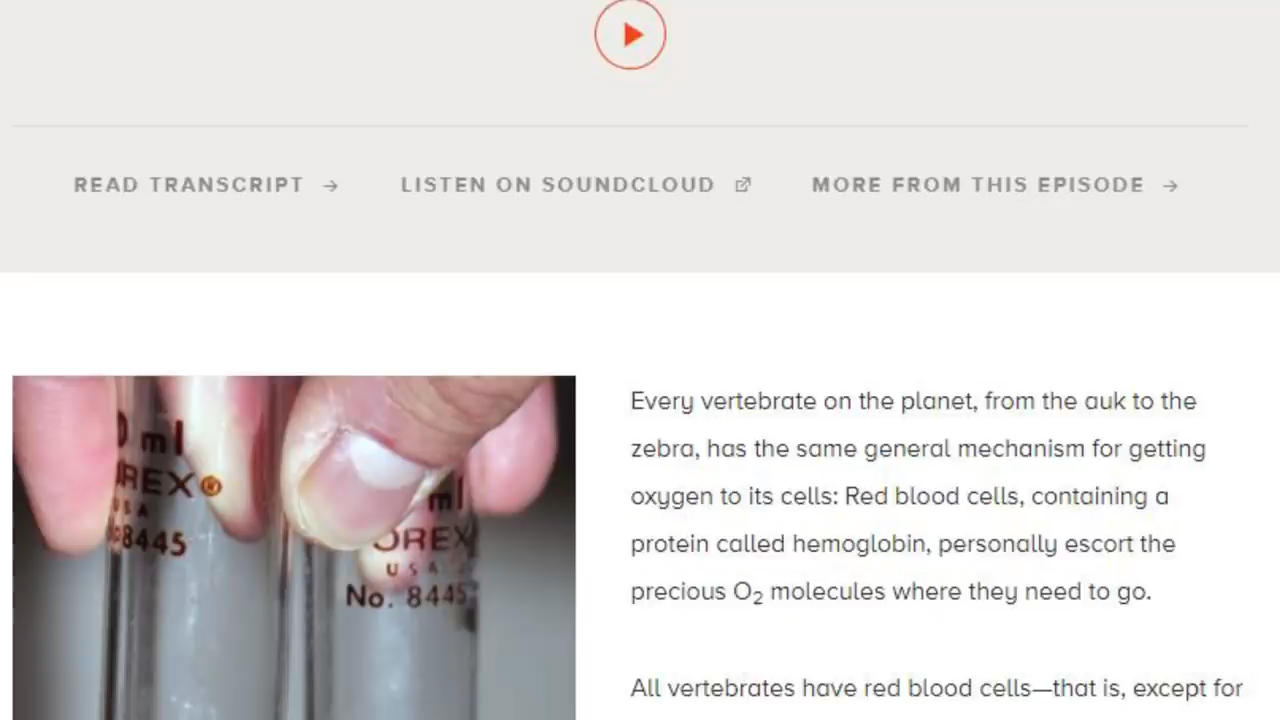 READ TRANSCRIPT → LISTEN ON SOUNDCLOUD MORE FROM THIS EPISODE →
ml
OREX®
USA
8445
ml
OREX
USA
No. 8445
Every vertebrate on the planet, from the auk to the
zebra, has the same general mechanism for getting
oxygen to its cells: Red blood cells, containing a
protein called hemoglobin, personally escort the
precious O₂ molecules where they need to go.
All vertebrates have red blood cells—that is, except for